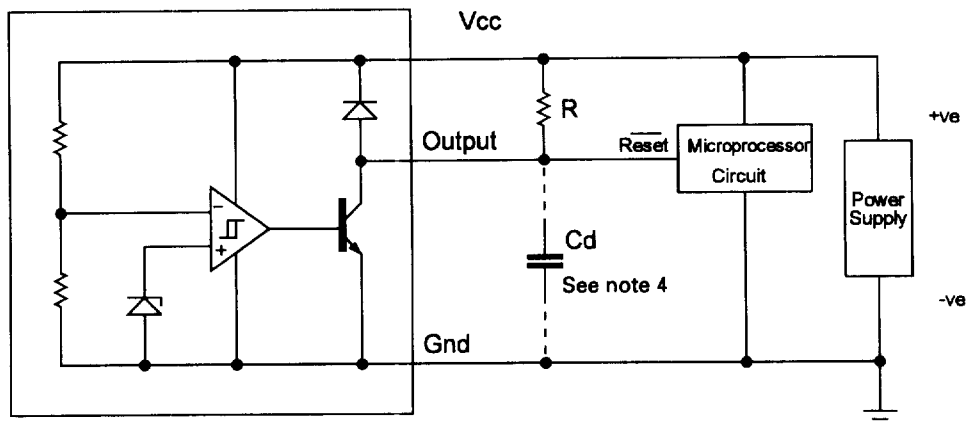 Vcc
R
+ve
Output
Reset
Microprocessor
Circuit
Power
Supply
-
+
Cd
See note 4
-ve
Gnd